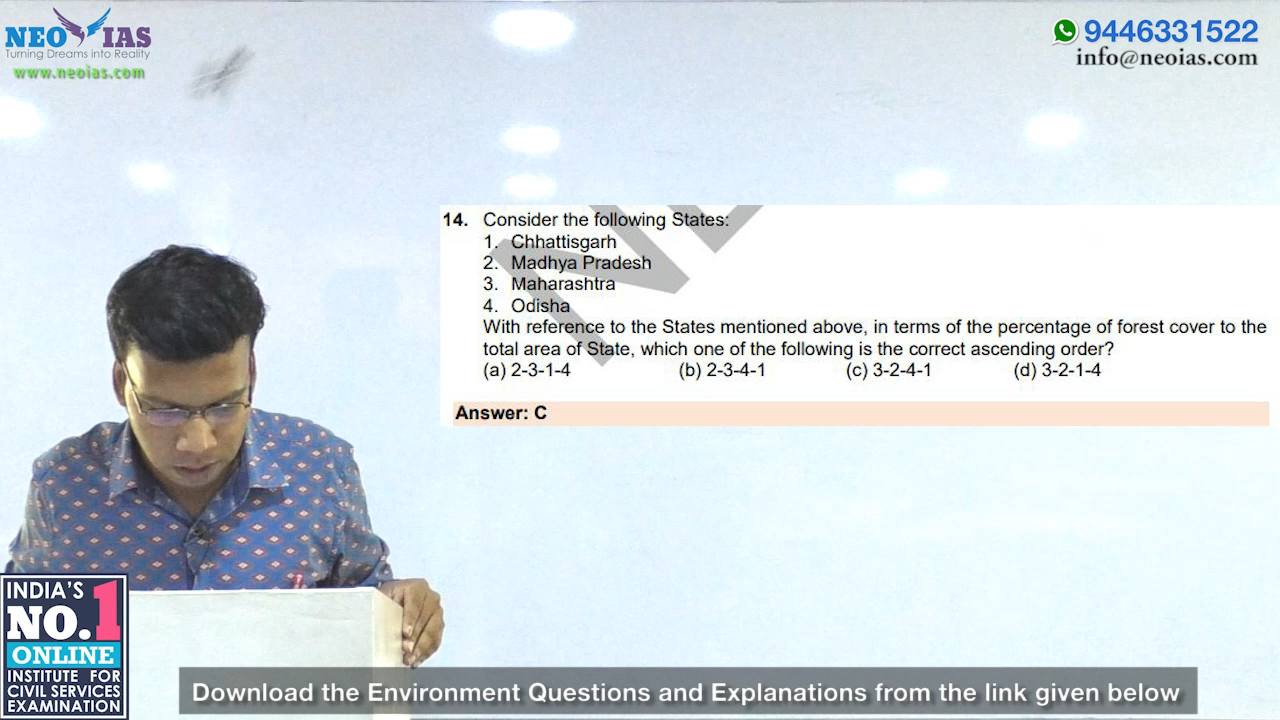 NEO IAS
Turning Dreams into Reality
www.neoias.com
9446331522
info@neoias.com
14. Consider the following States:
1. Chhattisgarh
2. Madhya Pradesh
3. Maharashtra
4. Odisha
With reference to the States mentioned above, in terms of the percentage of forest cover to the
total area of State, which one of the following is the correct ascending order?
(a) 2-3-1-4 (b) 2-3-4-1 (c) 3-2-4-1 (d) 3-2-1-4
Answer: C
INDIA'S
NO.1
ONLINE
INSTITUTE FOR
CIVIL SERVICES
EXAMINATION
Download the Environment Questions and Explanations from the link given below